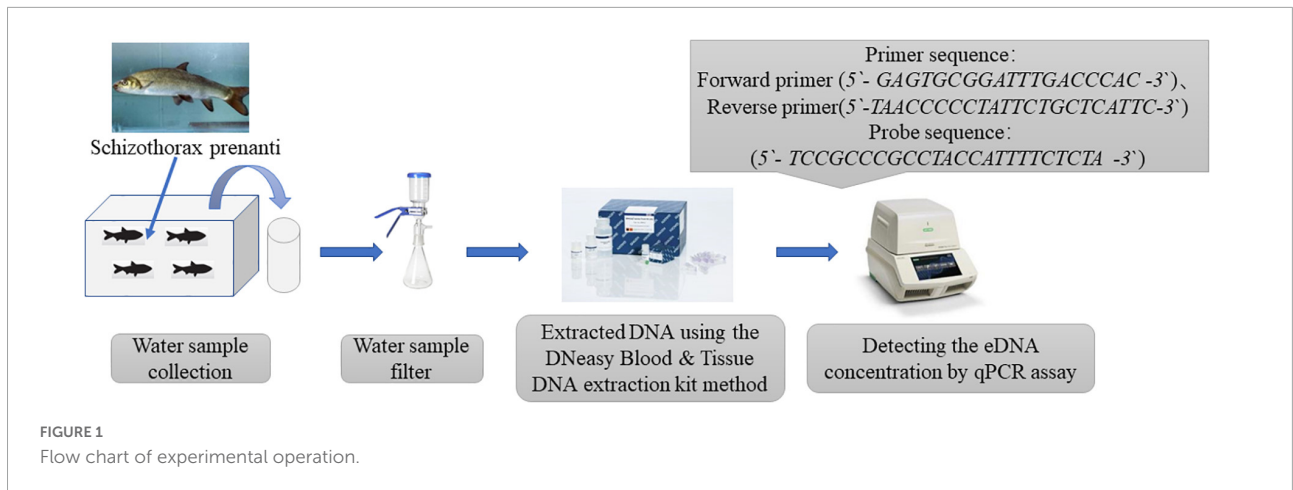 Primer sequence:
Forward primer (5`- GAGTGCGGATTTGACCCAC -3`)、
Reverse primer(5`-TAACCCCCTATTCTGCTCATTC-3`)
Probe sequence:
(5`- TCCGCCCGCCTACCATTTTCTCTA -3`)
Schizothorax prenanti
Water sample
collection
Water sample
filter
Extracted DNA using the
DNeasy Blood & Tissue
DNA extraction kit method
Detecting the eDNA
concentration by qPCR assay
FIGURE 1
Flow chart of experimental operation.